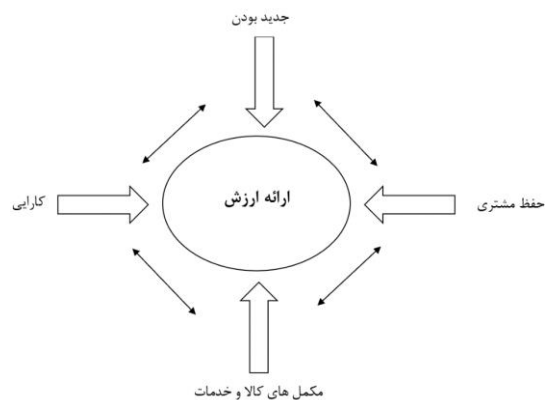 جدید بودن
ارائه ارزش
حفظ مشتری
کارایی
مکمل های کالا و خدمات